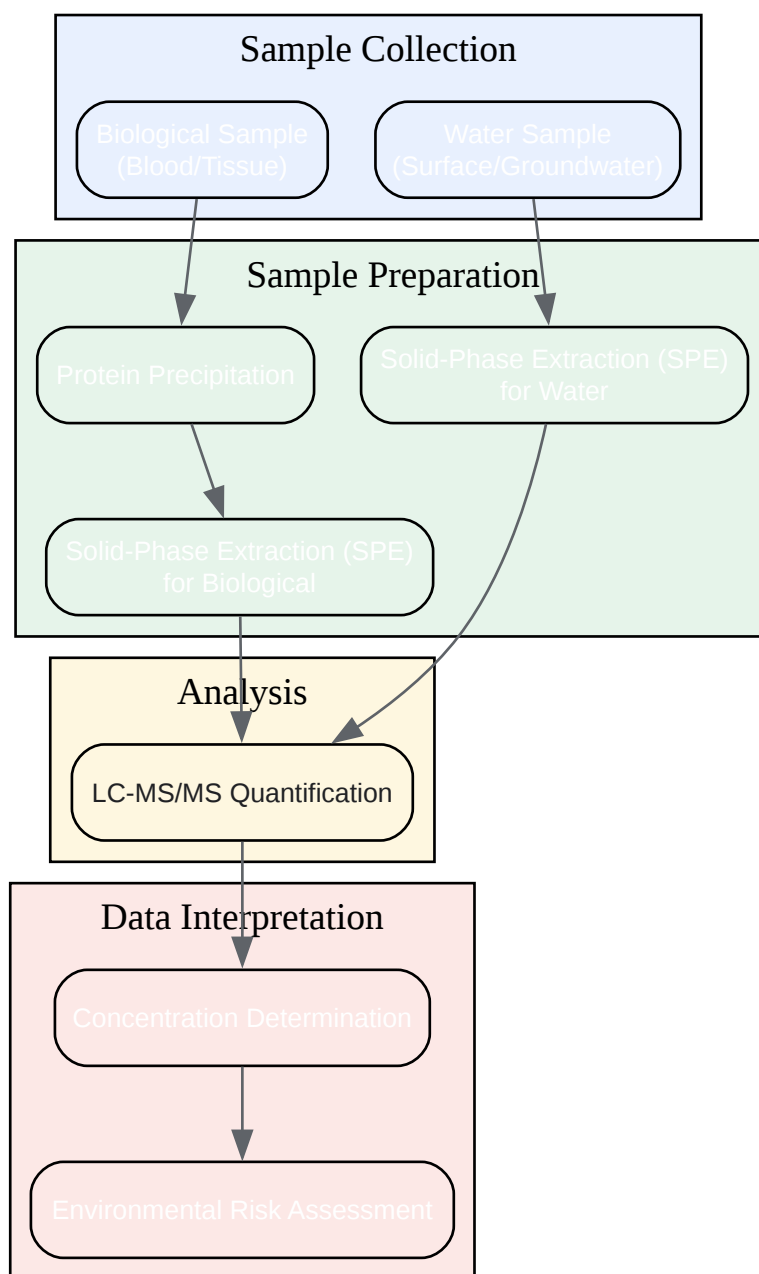 Sample Collection
Biological Sample
(Blood/Tissue)
Water Sample
(Surface/Groundwater)
Sample Preparation
Protein Precipitation
Solid-Phase Extraction (SPE)
for Water
Solid-Phase Extraction (SPE)
for Biological
Analysis
LC-MS/MS Quantification
Data Interpretation
Concentration Determination
Environmental Risk Assessment